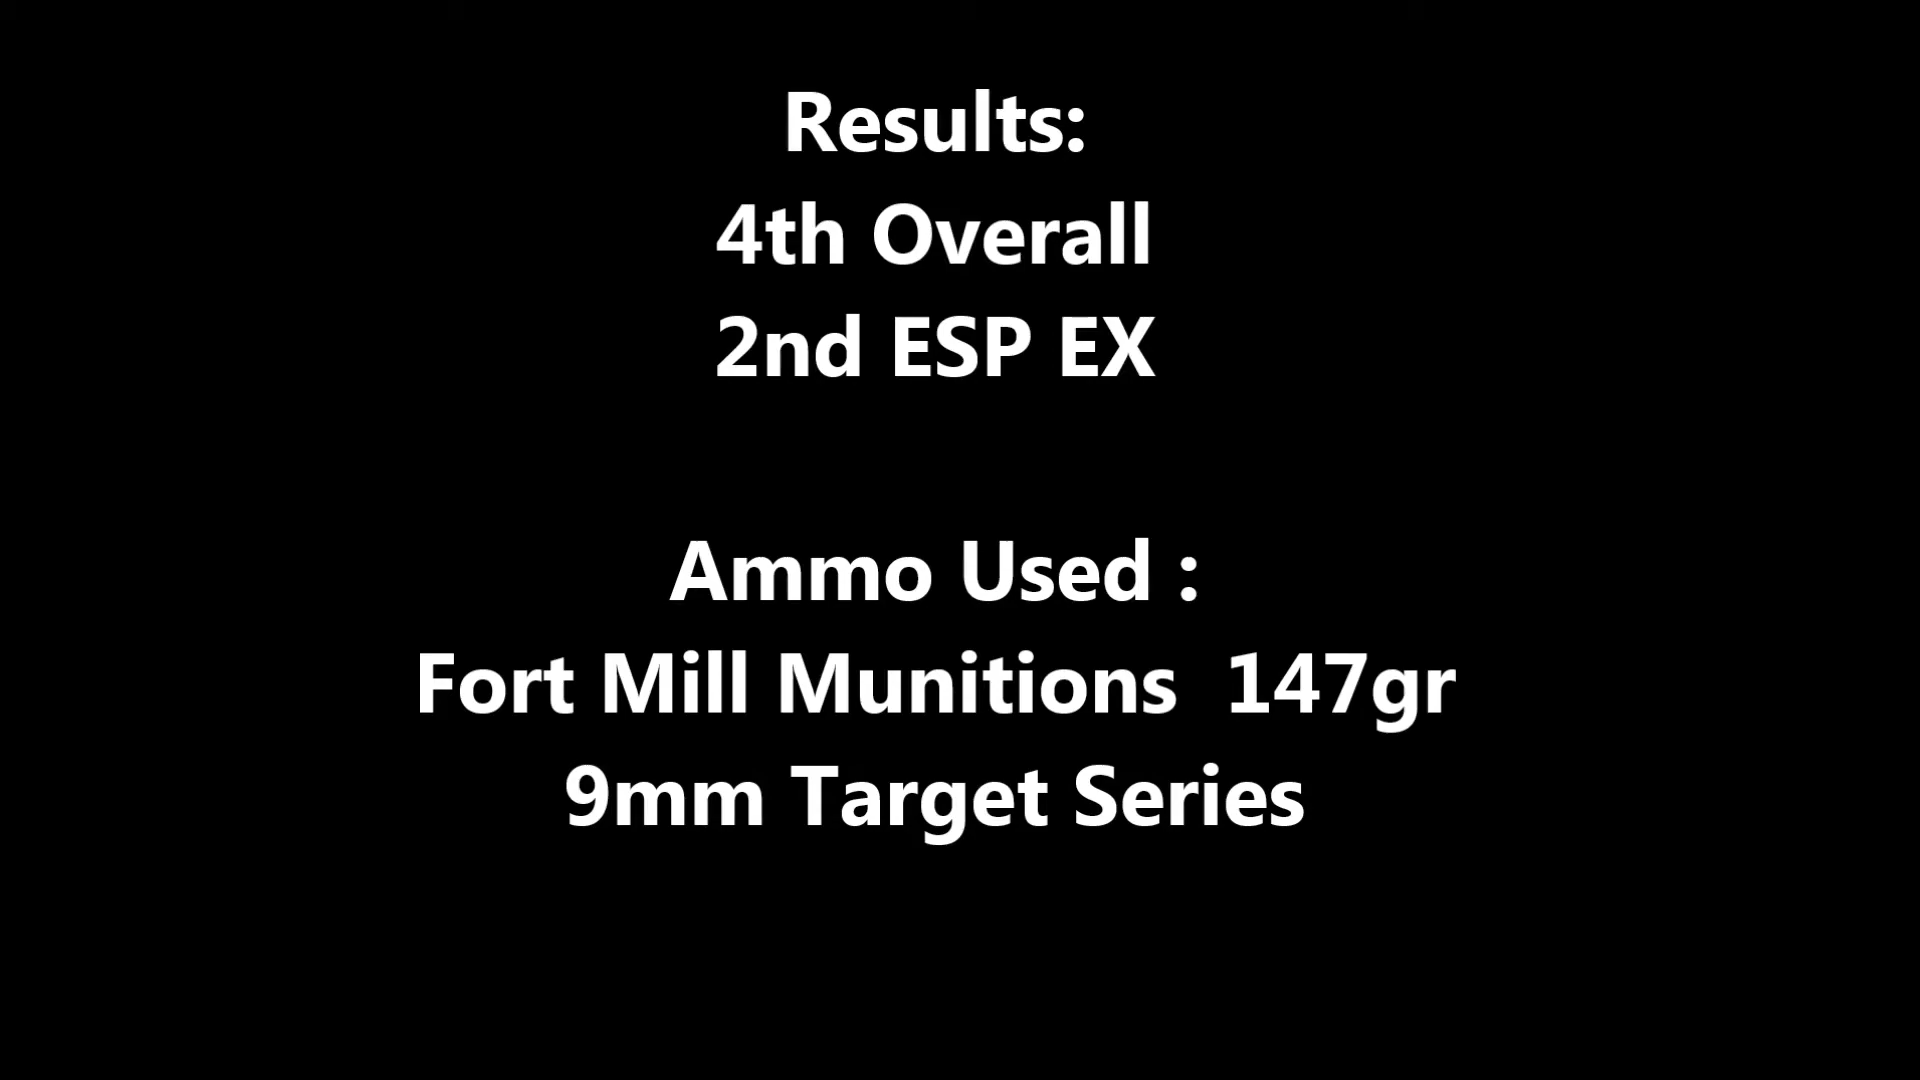 Results:
4th Overall
2nd ESP EX
Ammo Used :
Fort Mill Munitions  147gr
9mm Target Series